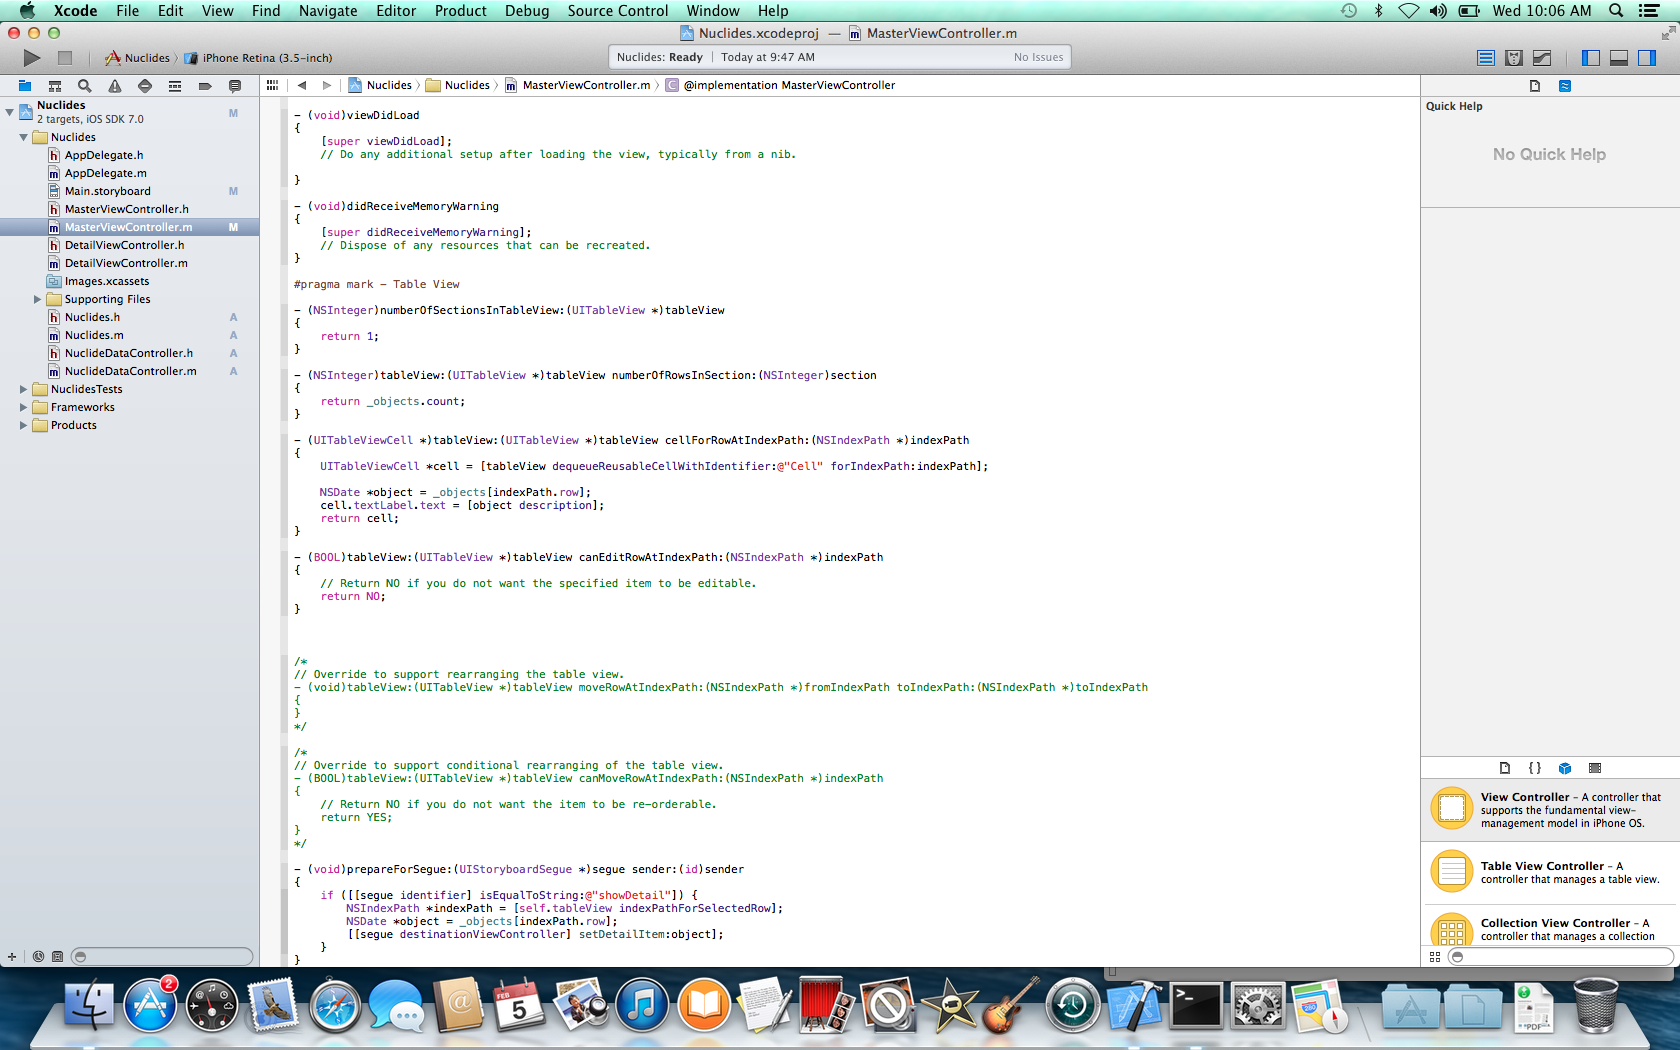 Xcode File Edit View Find Navigate Editor Product Debug Source Control Window Help Wed 10:06 AM
Nuclides.xcodeproj — MasterViewController.m
Nuclides iPhone Retina (3.5-inch) Nuclides: Ready Today at 9:47 AM No Issues
Nuclides Nuclides MasterViewController.m @implementation MasterViewController
Nuclides
2 targets, iOS SDK 7.0 M
Nuclides
AppDelegate.h
AppDelegate.m
Main.storyboard M
MasterViewController.h
MasterViewController.m M
DetailViewController.h
DetailViewController.m
Images.xcassets
Supporting Files
Nuclides.h A
Nuclides.m A
NuclideDataController.h A
NuclideDataController.m A
NuclidesTests
Frameworks
Products
- (void)viewDidLoad
{
[super viewDidLoad];
// Do any additional setup after loading the view, typically from a nib.
}
- (void)didReceiveMemoryWarning
{
[super didReceiveMemoryWarning];
// Dispose of any resources that can be recreated.
}
#pragma mark - Table View
- (NSInteger)numberOfSectionsInTableView:(UITableView *)tableView
{
return 1;
}
- (NSInteger)tableView:(UITableView *)tableView numberOfRowsInSection:(NSInteger)section
{
return _objects.count;
}
- (UITableViewCell *)tableView:(UITableView *)tableView cellForRowAtIndexPath:(NSIndexPath *)indexPath
{
UITableViewCell *cell = [tableView dequeueReusableCellWithIdentifier:@"Cell" forIndexPath:indexPath];
NSDate *object = _objects[indexPath.row];
cell.textLabel.text = [object description];
return cell;
}
- (BOOL)tableView:(UITableView *)tableView canEditRowAtIndexPath:(NSIndexPath *)indexPath
{
// Return NO if you do not want the specified item to be editable.
return NO;
}
/*
// Override to support rearranging the table view.
- (void)tableView:(UITableView *)tableView moveRowAtIndexPath:(NSIndexPath *)fromIndexPath toIndexPath:(NSIndexPath *)toIndexPath
{
}
*/
/*
// Override to support conditional rearranging of the table view.
- (BOOL)tableView:(UITableView *)tableView canMoveRowAtIndexPath:(NSIndexPath *)indexPath
{
// Return NO if you do not want the item to be re-orderable.
return YES;
}
*/
- (void)prepareForSegue:(UIStoryboardSegue *)segue sender:(id)sender
{
if ([[segue identifier] isEqualToString:@"showDetail"]) {
NSIndexPath *indexPath = [self.tableView indexPathForSelectedRow];
NSDate *object = _objects[indexPath.row];
[[segue destinationViewController] setDetailItem:object];
}
}
Quick Help
No Quick Help
{ }
View Controller - A controller that
supports the fundamental view-
management model in iPhone OS.
Table View Controller - A
controller that manages a table view.
Collection View Controller - A
controller that manages a collection
2
FEB
5
PDF